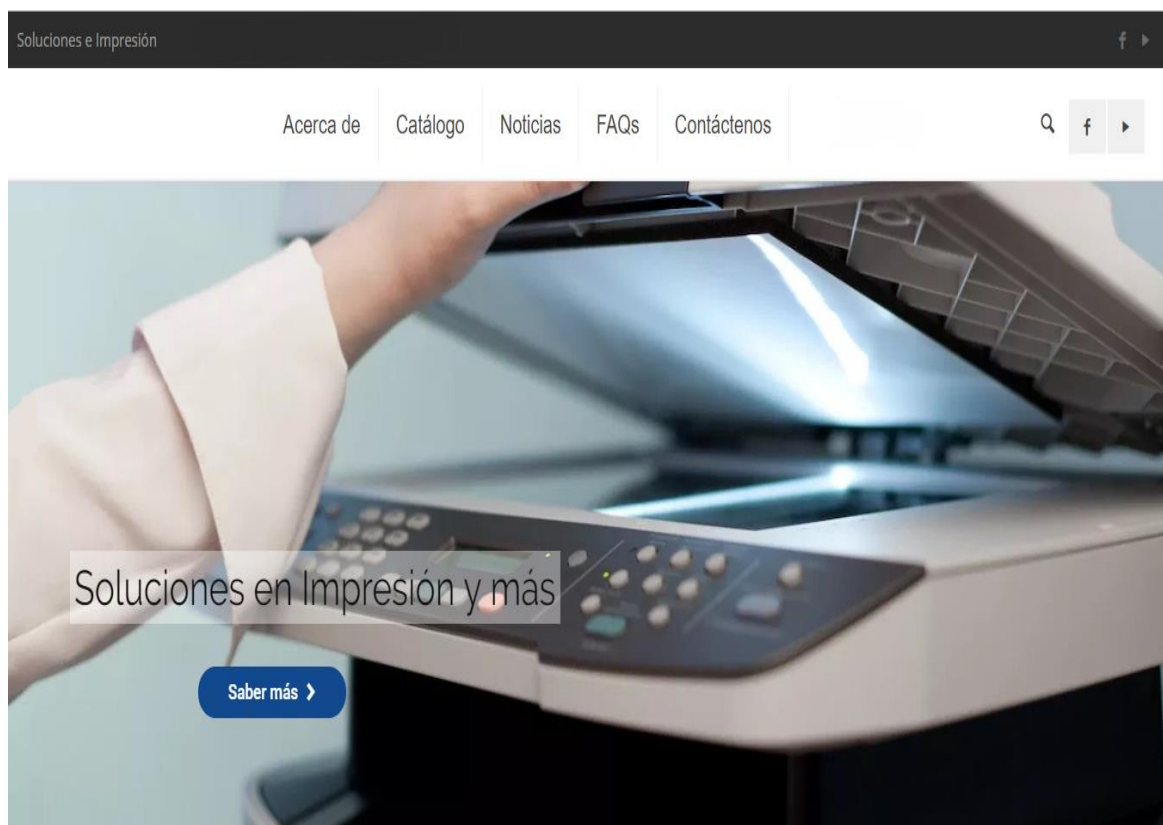 Soluciones e Impresión
Acerca de Catálogo Noticias FAQs Contáctenos
Soluciones en Impresión y más
Saber más